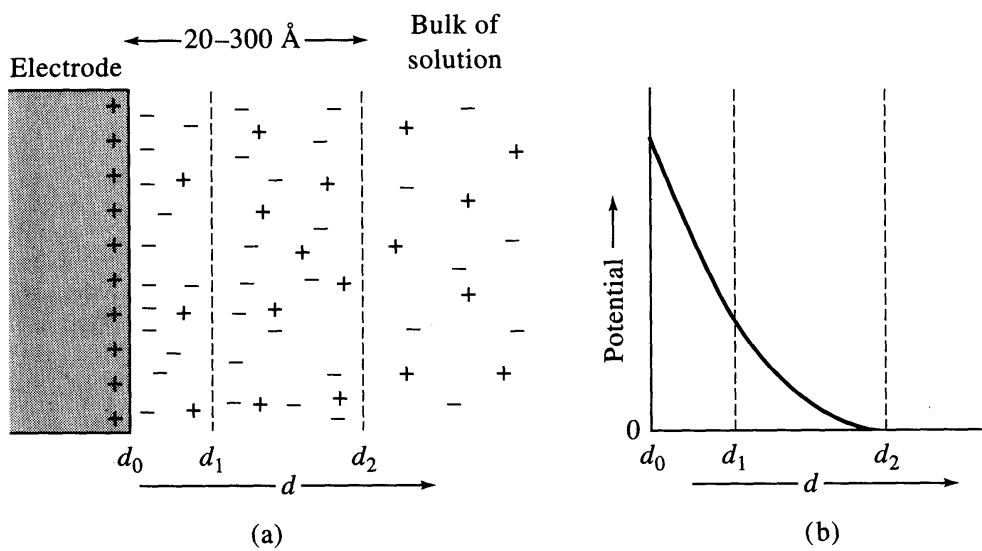 20–300 Å
Bulk of
solution
Electrode
d0 d1 d2
d
(a)
Potential
0
d0 d1 d2
d
(b)